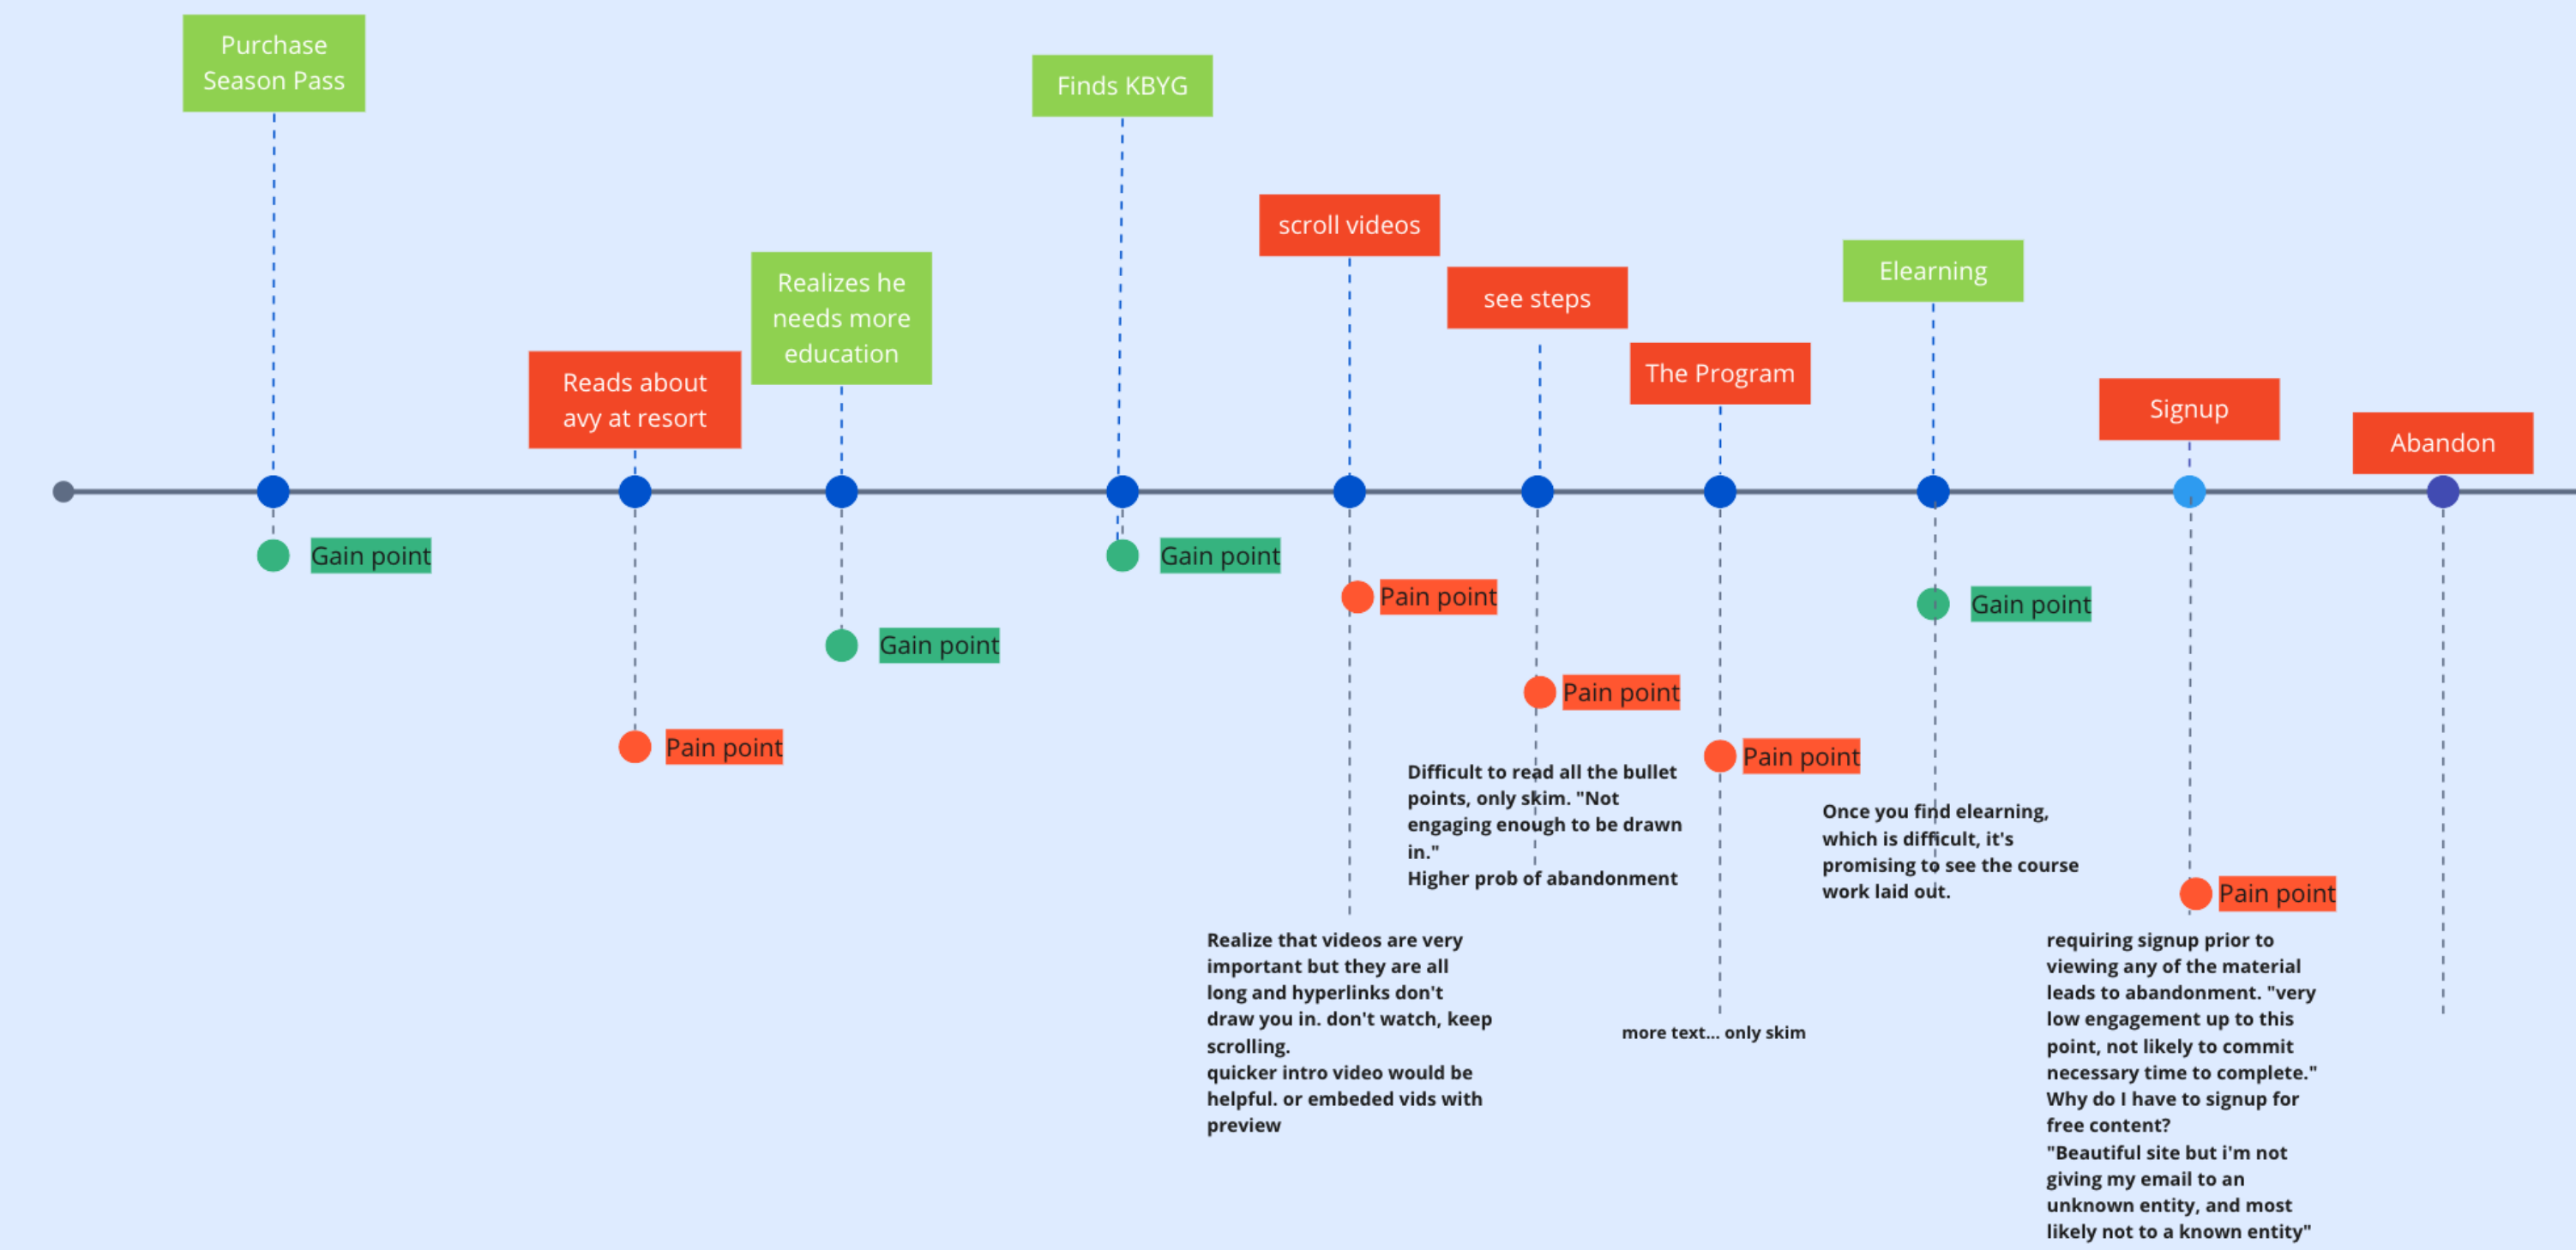 Purchase
Season Pass
Reads about
avy at resort
Realizes he
needs more
education
Finds KBYG
scroll videos
see steps
The Program
Elearning
Signup
Abandon
Gain point
Pain point
Gain point
Gain point
Pain point
Realize that videos are very
important but they are all
long and hyperlinks don't
draw you in. don't watch, keep
scrolling.
quicker intro video would be
helpful. or embeded vids with
preview
Pain point
Difficult to read all the bullet
points, only skim. "Not
engaging enough to be drawn
in."
Higher prob of abandonment
Pain point
more text... only skim
Gain point
Once you find elearning,
which is difficult, it's
promising to see the course
work laid out.
Pain point
requiring signup prior to
viewing any of the material
leads to abandonment. "very
low engagement up to this
point, not likely to commit
necessary time to complete."
Why do I have to signup for
free content?
"Beautiful site but i'm not
giving my email to an
unknown entity, and most
likely not to a known entity"